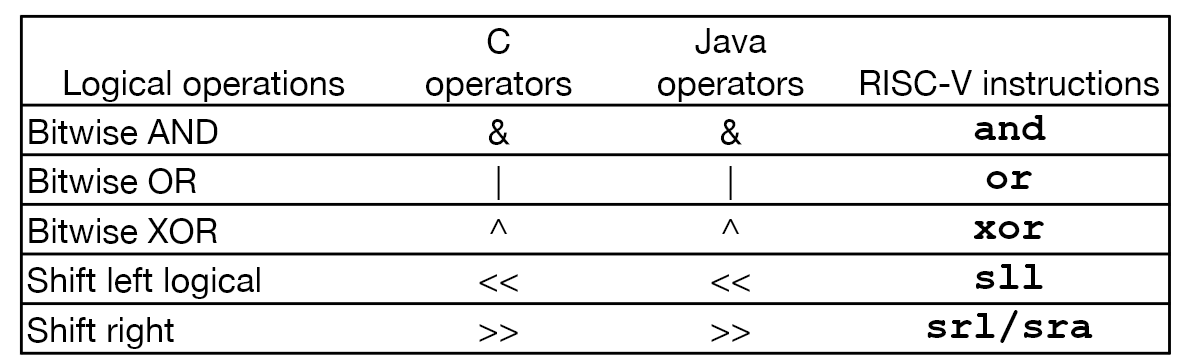 C Java
Logical operations operators operators RISC-V instructions
Bitwise AND & & and
Bitwise OR | | or
Bitwise XOR ^ ^ xor
Shift left logical << << sll
Shift right >> >> srl/sra